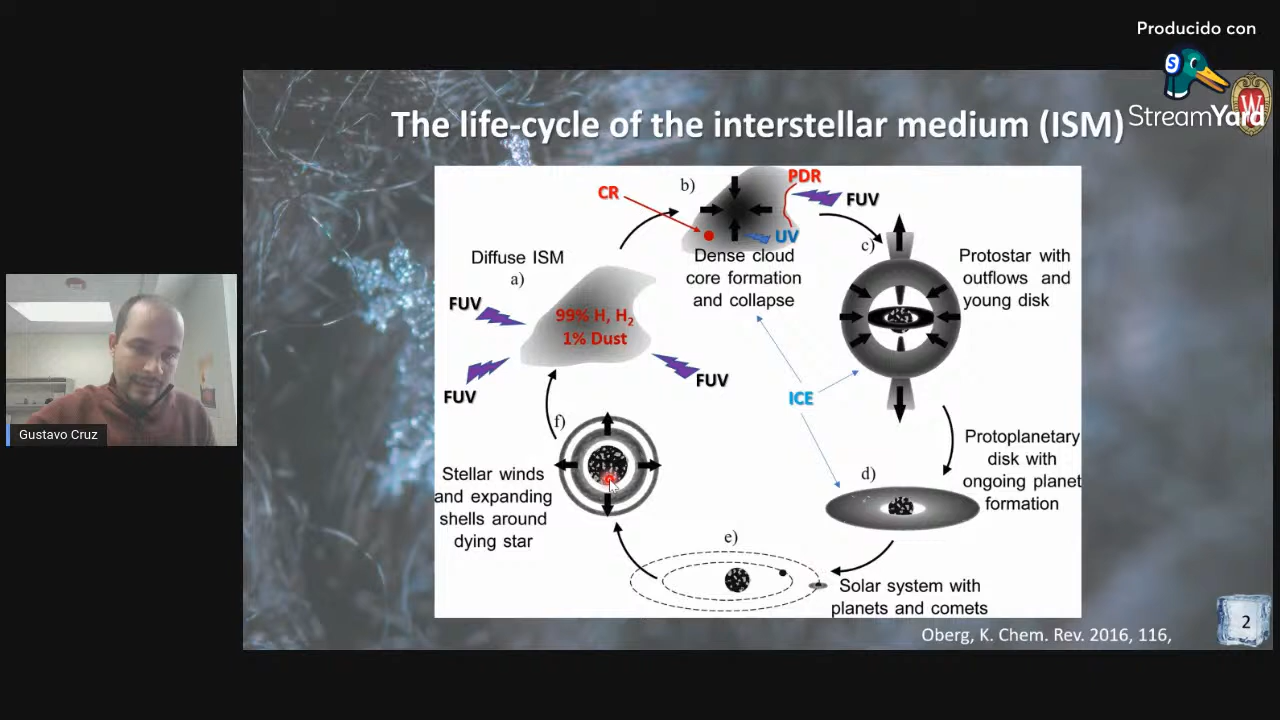 Producido con
S
StreamYard
W
The life-cycle of the interstellar medium (ISM)
CR
b)
PDR
FUV
UV
Dense cloud
core formation
and collapse
c)
Protostar with
outflows and
young disk
Diffuse ISM
a)
FUV
99% H, H₂
1% Dust
FUV
FUV
ICE
Protoplanetary
disk with
ongoing planet
formation
d)
f)
Stellar winds
and expanding
shells around
dying star
e)
Solar system with
planets and comets
Oberg, K. Chem. Rev. 2016, 116,
2
Gustavo Cruz